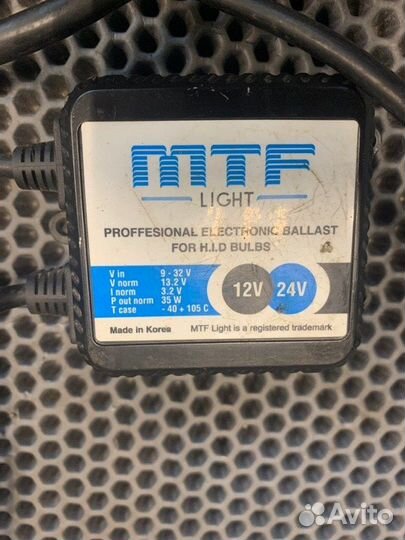 MTF
LIGHT
PROFFESIONAL ELECTRONIC BALLAST
FOR H.I.D BULBS
V in 9 - 32 V
V norm 13.2 V
I norm 3.2 V
P out norm 35 W
T case - 40 + 105 C
12V 24V
Made in Korea MTF Light is a registered trademark
Avito